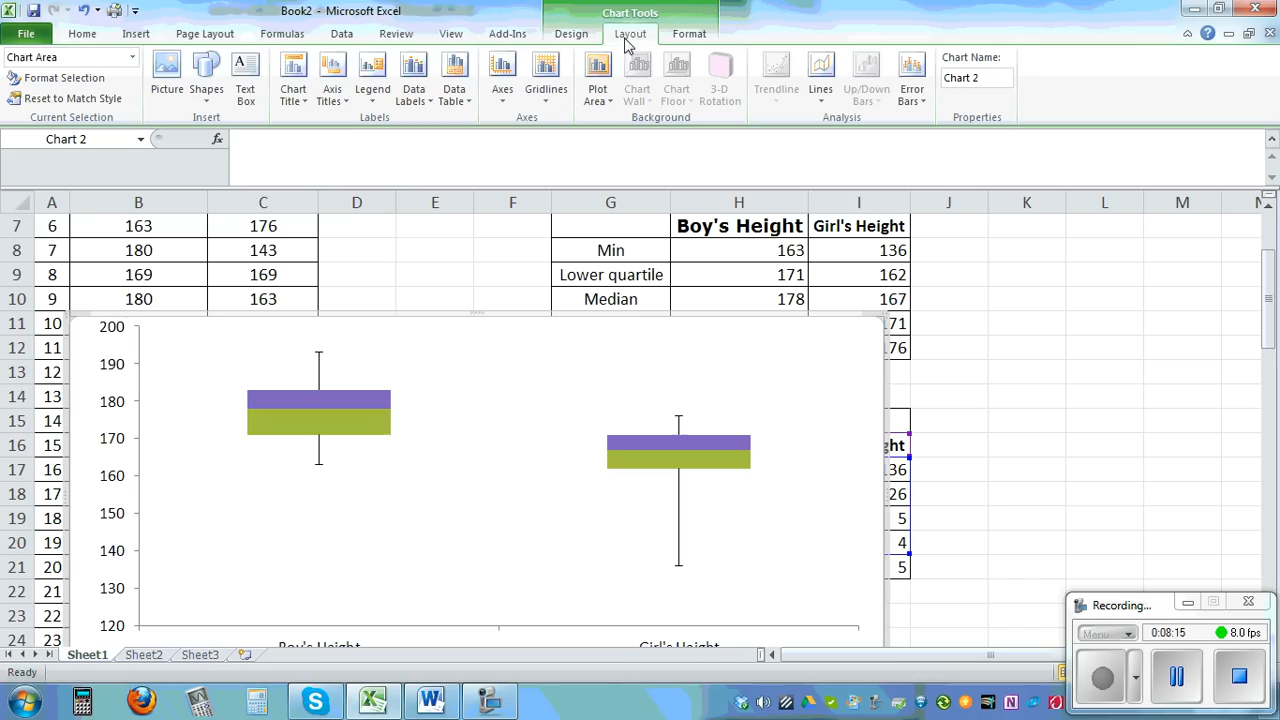 Book2 - Microsoft Excel
Chart Tools
File Home Insert Page Layout Formulas Data Review View Add-Ins Design Layout Format
Chart Area
Format Selection
Reset to Match Style
Current Selection
Picture Shapes Text Box
Insert
Chart Title Axis Titles Legend Data Labels Data Table
Labels
Axes Gridlines
Axes
Plot Area Chart Wall Chart Floor 3-D Rotation
Background
Trendline Lines Up/Down Bars Error Bars
Analysis
Chart Name:
Chart 2
Properties
Chart 2 fx
A B C D E F G H I J K L M N
7 6 163 176 Boy's Height Girl's Height
8 7 180 143 Min 163 136
9 8 169 169 Lower quartile 171 162
10 9 180 163 Median 178 167
11 10 71
12 11 176
13 12
14 13
15 14
16 15 ght
17 16 136
18 17 26
19 18 5
20 19 4
21 20 5
22 21
23 22
24 23
200
190
180
170
160
150
140
130
120
Boy's Height Girl's Height
Recording...
Menu 0:08:15 8.0 fps
Sheet1 Sheet2 Sheet3
Ready